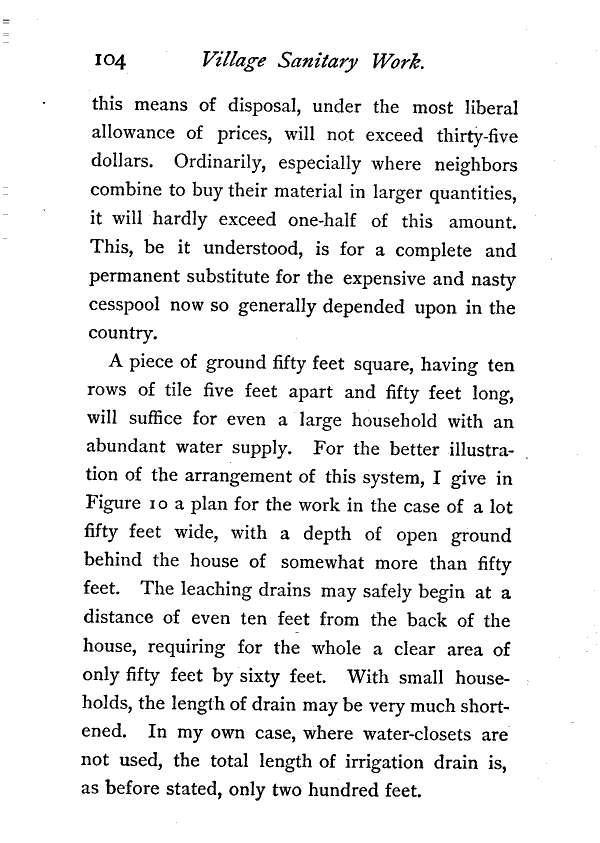 104 Village Sanitary Work.
this means of disposal, under the most liberal
allowance of prices, will not exceed thirty-five
dollars. Ordinarily, especially where neighbors
combine to buy their material in larger quantities,
it will hardly exceed one-half of this amount.
This, be it understood, is for a complete and
permanent substitute for the expensive and nasty
cesspool now so generally depended upon in the
country.
A piece of ground fifty feet square, having ten
rows of tile five feet apart and fifty feet long,
will suffice for even a large household with an
abundant water supply. For the better illustra-
tion of the arrangement of this system, I give in
Figure 10 a plan for the work in the case of a lot
fifty feet wide, with a depth of open ground
behind the house of somewhat more than fifty
feet. The leaching drains may safely begin at a
distance of even ten feet from the back of the
house, requiring for the whole a clear area of
only fifty feet by sixty feet. With small house-
holds, the length of drain may be very much short-
ened. In my own case, where water-closets are
not used, the total length of irrigation drain is,
as before stated, only two hundred feet.